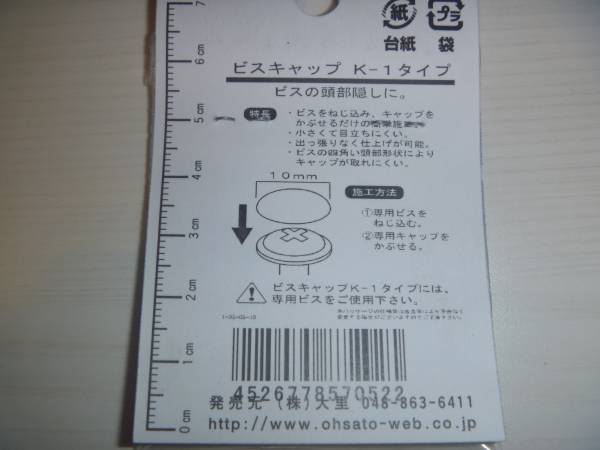 紙
プラ
台紙 袋
ビスキャップ K-1タイプ
ビスの頭部隠しに。
特長
・ビスをねじ込み、キャップを
かぶせるだけの簡単施
・小さくて目立ちにくい。
・出っ張りなく仕上げが可能。
・ビスの四角い頭部形状により
キャップが取れにくい。
10mm
施工方法
①専用ビスを
ねじ込む。
②専用キャップを
かぶせる。
ビスキャップK-1タイプには、
専用ビスをご使用下さい。
4526778570522
発売元 (株)大里 048-863-6411
http://www.ohsato-web.co.jp
7
6cm
5cm
4cm
3cm
2cm
1cm
0cm